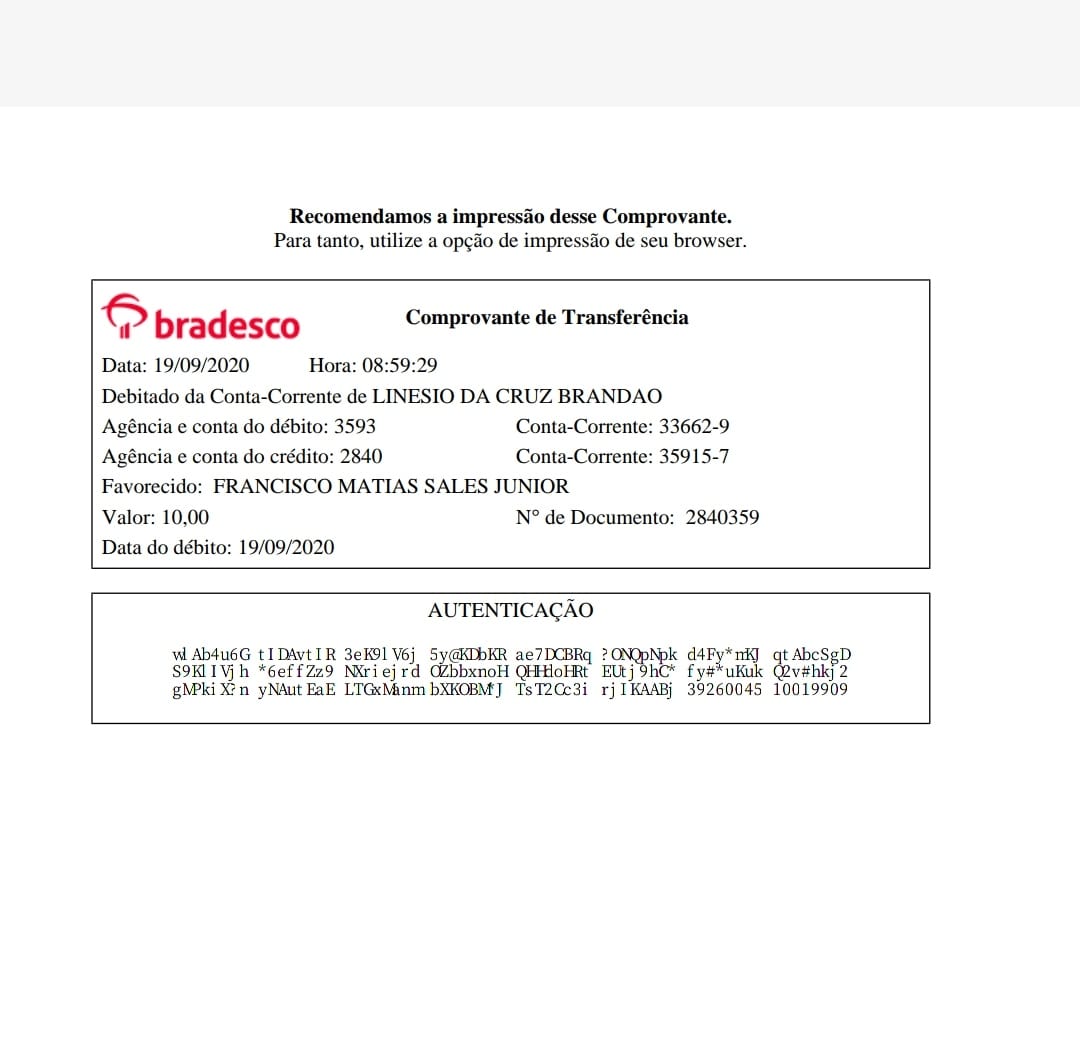 Recomendamos a impressão desse Comprovante.
Para tanto, utilize a opção de impressão de seu browser.
bradesco
Comprovante de Transferência
Data: 19/09/2020 Hora: 08:59:29
Debitado da Conta-Corrente de LINESIO DA CRUZ BRANDAO
Agência e conta do débito: 3593 Conta-Corrente: 33662-9
Agência e conta do crédito: 2840 Conta-Corrente: 35915-7
Favorecido: FRANCISCO MATIAS SALES JUNIOR
Valor: 10,00 N° de Documento: 2840359
Data do débito: 19/09/2020
AUTENTICAÇÃO
wlAb4u6G tIDAvtIR 3eK9lV6j 5y@KDbKR ae7DCBRq ?ONQpNpk d4Fy*mKJ qtAbcSgD
S9KlIVjh *6effZz9 NXriejrd OZbbxnoH QHHdoHRt EUtj9hC* fy#*uKuk Q2v#hkj2
gMPkiX?n yNAutEaE LTGxManm bXKOBM*J TsT2Cc3i rjIKAABj 39260045 10019909